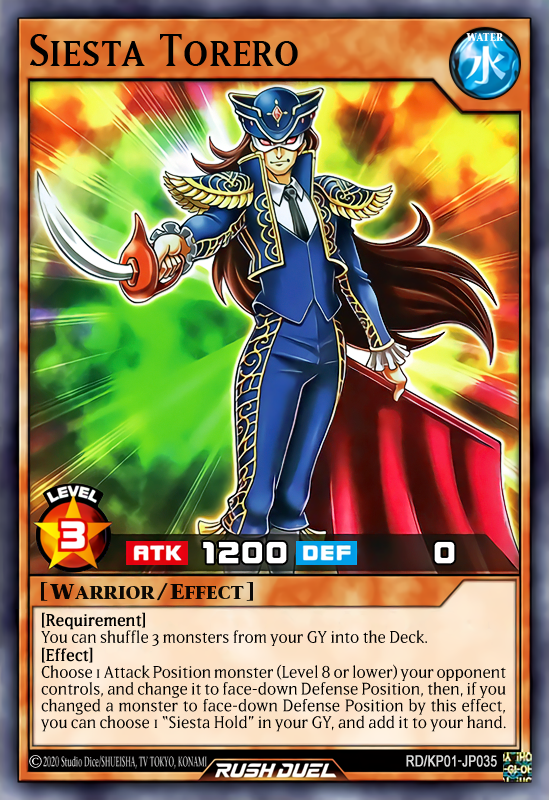 SIESTA TORERO
WATER
水
LEVEL
3
ATK 1200 DEF 0
[WARRIOR/EFFECT]
[Requirement]
You can shuffle 3 monsters from your GY into the Deck.
[Effect]
Choose 1 Attack Position monster (Level 8 or lower) your opponent
controls, and change it to face-down Defense Position, then, if you
changed a monster to face-down Defense Position by this effect,
you can choose 1 “Siesta Hold” in your GY, and add it to your hand.
©2020 Studio Dice/SHUEISHA, TV TOKYO, KONAMI
RUSH DUEL
RD/KP01-JP035